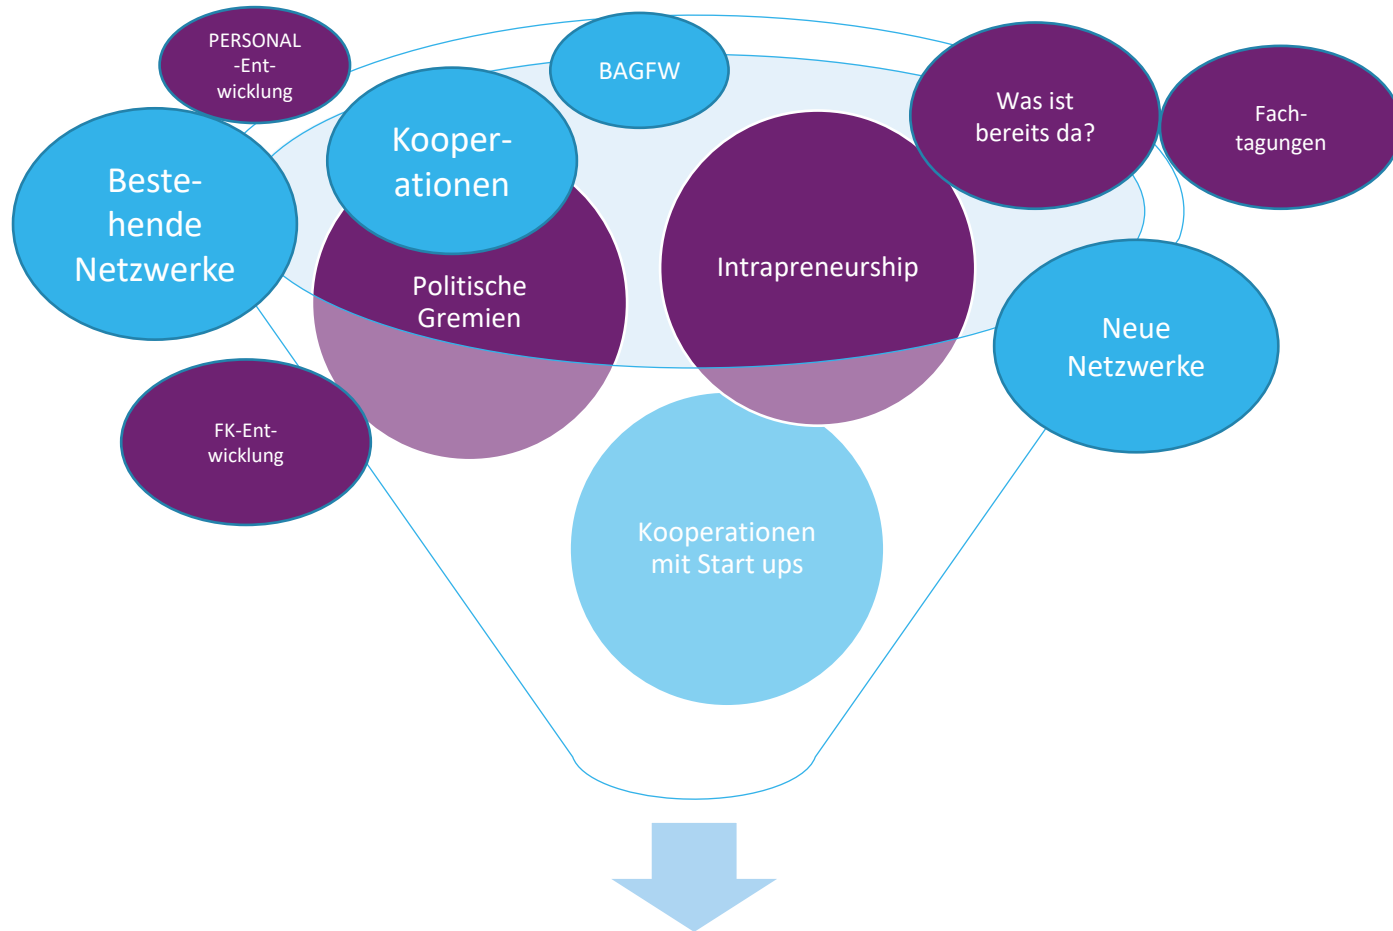 PERSONAL
-Ent-
wicklung
BAGFW
Was ist
bereits da?
Fach-
tagungen
Kooper-
ationen
Beste-
hende
Netzwerke
Politische
Gremien
Intrapreneurship
Neue
Netzwerke
FK-Ent-
wicklung
Kooperationen
mit Start ups